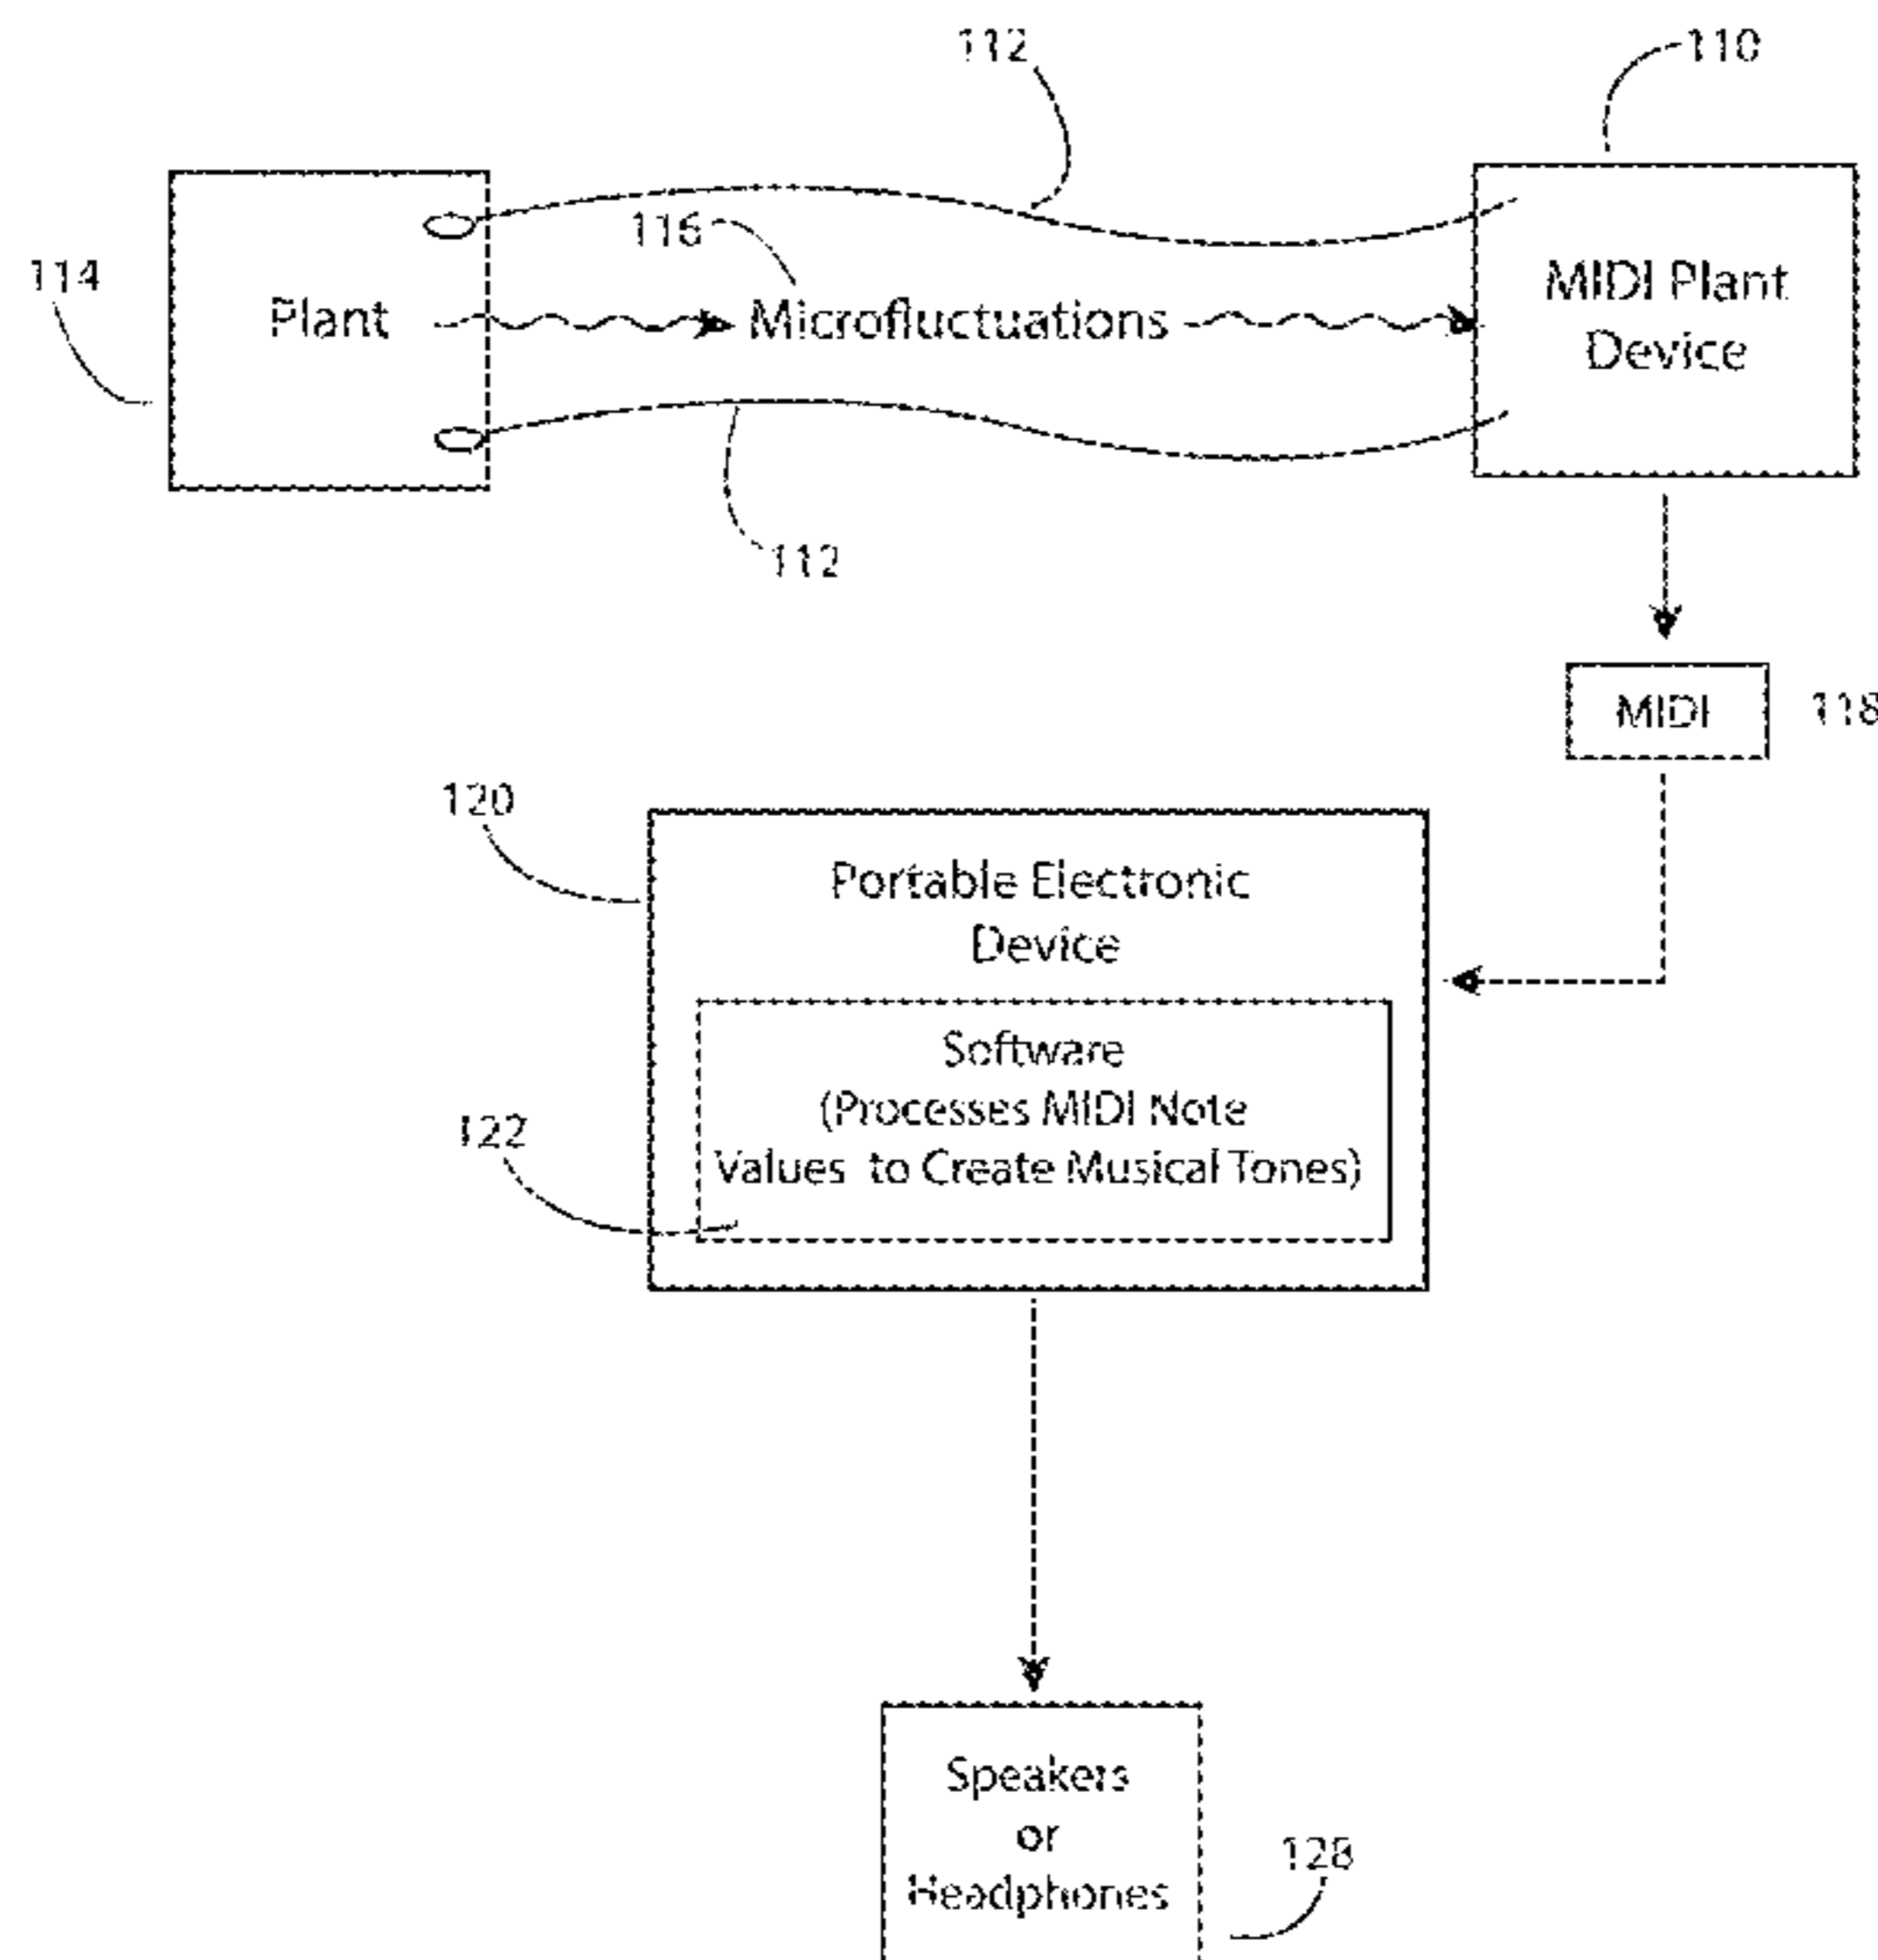 112
110
116
114
Plant
Microfluctuations
MIDI Plant
Device
112
MIDI
118
120
Portable Electronic
Device
Software
(Processes MIDI Note
Values to Create Musical Tones)
122
Speakers
or
Headphones
128